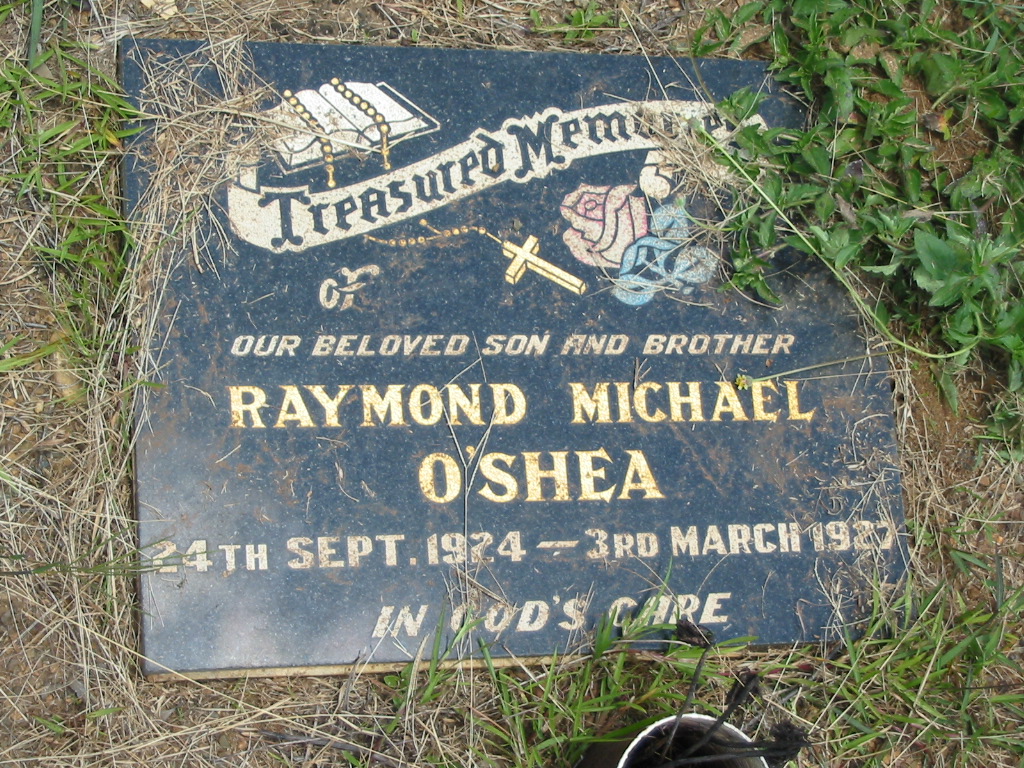 Treasured Memories
of
OUR BELOVED SON AND BROTHER
RAYMOND MICHAEL
O'SHEA
24TH SEPT. 1924 — 3RD MARCH 1927
IN GOD'S CARE